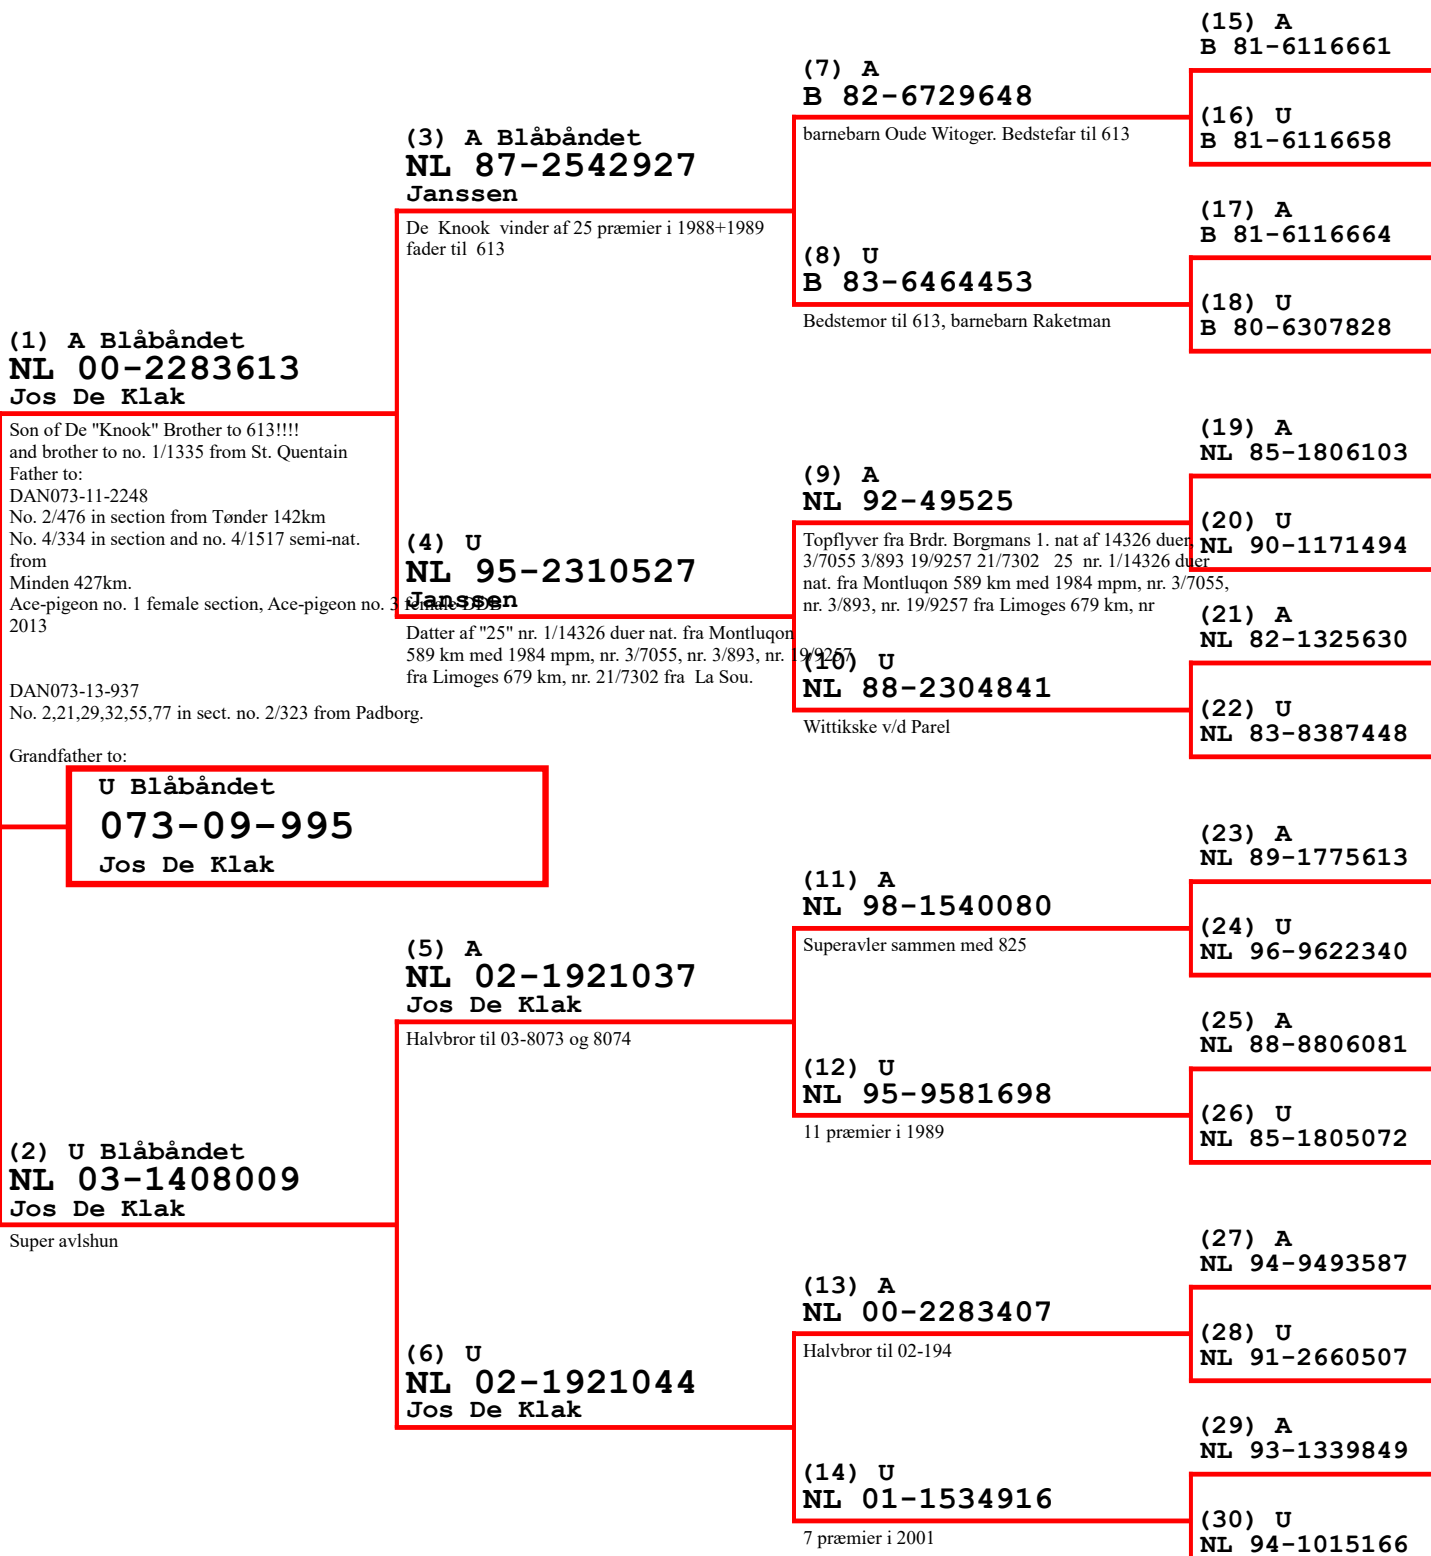 (1) A Blåbåndet
NL 00-2283613
Jos De Klak
Son of De "Knook" Brother to 613!!!!
and brother to no. 1/1335 from St. Quentain
Father to:
DAN073-11-2248
No. 2/476 in section from Tønder 142km
No. 4/334 in section and no. 4/1517 semi-nat.
from
Minden 427km.
Ace-pigeon no. 1 female section, Ace-pigeon no. 3 female DDB
2013
DAN073-13-937
No. 2,21,29,32,55,77 in sect. no. 2/323 from Padborg.
Grandfather to:
U Blåbåndet
073-09-995
Jos De Klak
(2) U Blåbåndet
NL 03-1408009
Jos De Klak
Super avlshun
(3) A Blåbåndet
NL 87-2542927
Janssen
De Knook vinder af 25 præmier i 1988+1989
fader til 613
(4) U
NL 95-2310527
Janssen
Datter af "25" nr. 1/14326 duer nat. fra Montluqon
589 km med 1984 mpm, nr. 3/7055, nr. 3/893, nr. 19/9257
fra Limoges 679 km, nr. 21/7302 fra La Sou.
(5) A
NL 02-1921037
Jos De Klak
Halvbror til 03-8073 og 8074
(6) U
NL 02-1921044
Jos De Klak
(7) A
B 82-6729648
barnebarn Oude Witoger. Bedstefar til 613
(8) U
B 83-6464453
Bedstemor til 613, barnebarn Raketman
(9) A
NL 92-49525
Topflyver fra Brdr. Borgmans 1. nat af 14326 duer,
3/7055 3/893 19/9257 21/7302 25 nr. 1/14326 duer
nat. fra Montluqon 589 km med 1984 mpm, nr. 3/7055,
nr. 3/893, nr. 19/9257 fra Limoges 679 km, nr
(10) U
NL 88-2304841
Wittikske v/d Parel
(11) A
NL 98-1540080
Superavler sammen med 825
(12) U
NL 95-9581698
11 præmier i 1989
(13) A
NL 00-2283407
Halvbror til 02-194
(14) U
NL 01-1534916
7 præmier i 2001
(15) A
B 81-6116661
(16) U
B 81-6116658
(17) A
B 81-6116664
(18) U
B 80-6307828
(19) A
NL 85-1806103
(20) U
NL 90-1171494
(21) A
NL 82-1325630
(22) U
NL 83-8387448
(23) A
NL 89-1775613
(24) U
NL 96-9622340
(25) A
NL 88-8806081
(26) U
NL 85-1805072
(27) A
NL 94-9493587
(28) U
NL 91-2660507
(29) A
NL 93-1339849
(30) U
NL 94-1015166